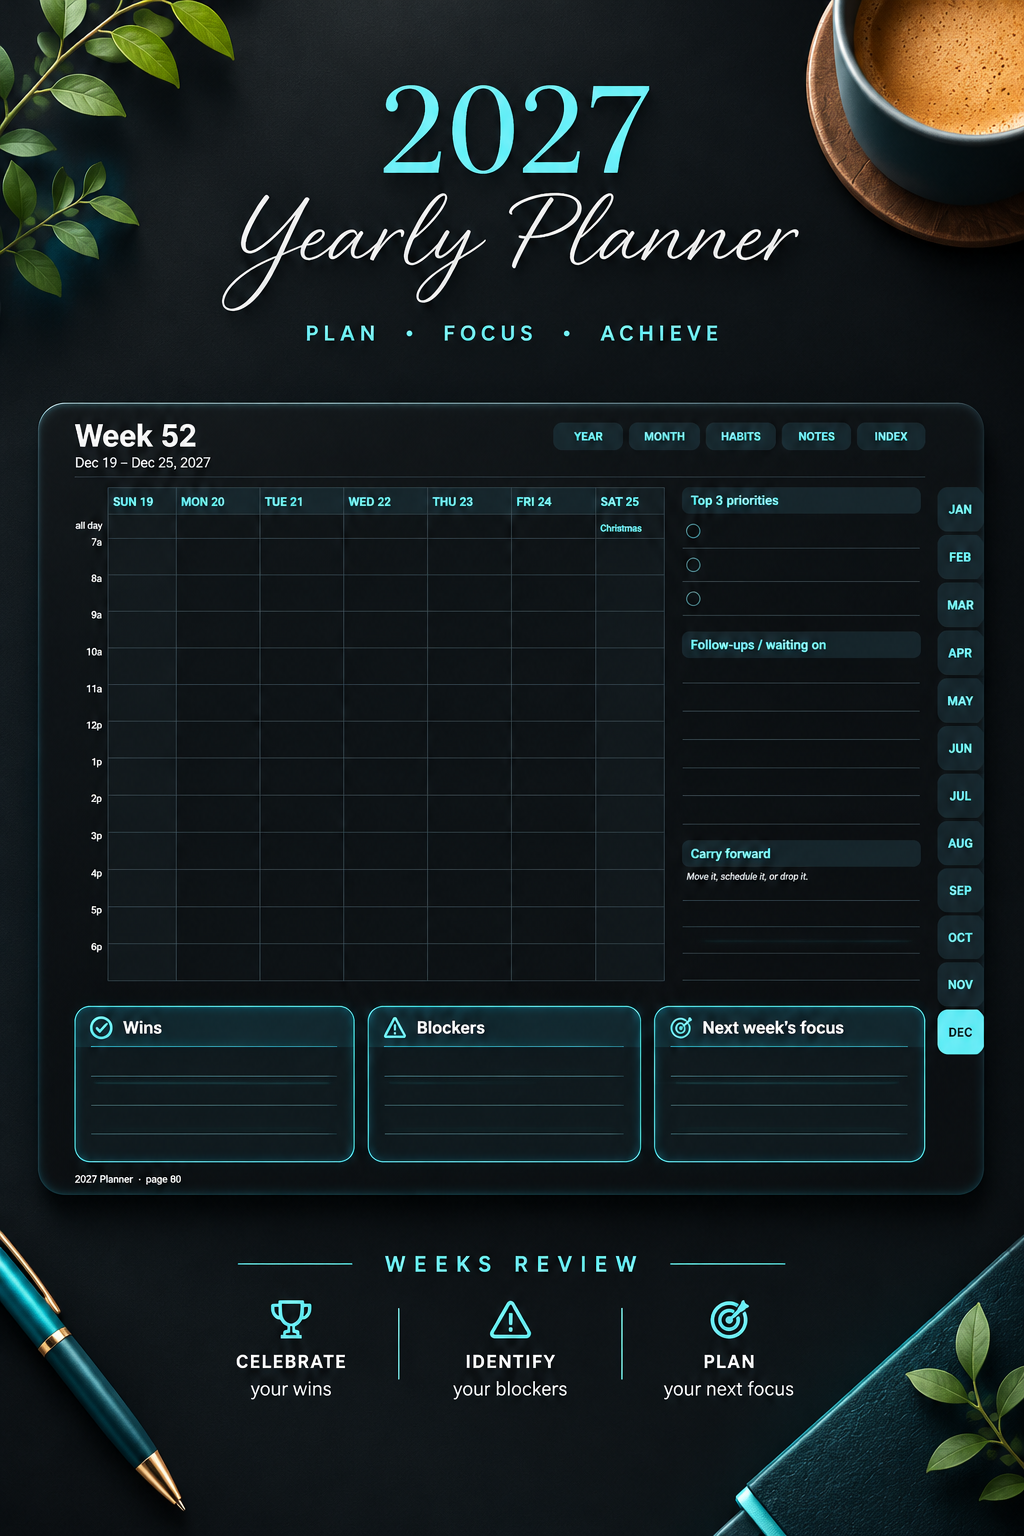 2027
Yearly Planner
PLAN • FOCUS • ACHIEVE
Week 52
Dec 19 – Dec 25, 2027
YEAR MONTH HABITS NOTES INDEX
SUN 19 MON 20 TUE 21 WED 22 THU 23 FRI 24 SAT 25
all day
Christmas
7a
8a
9a
10a
11a
12p
1p
2p
3p
4p
5p
6p
Top 3 priorities
Follow-ups / waiting on
Carry forward
Move it, schedule it, or drop it.
JAN
FEB
MAR
APR
MAY
JUN
JUL
AUG
SEP
OCT
NOV
DEC
Wins
Blockers
Next week's focus
2027 Planner · page 80
WEEKS REVIEW
CELEBRATE
your wins
IDENTIFY
your blockers
PLAN
your next focus